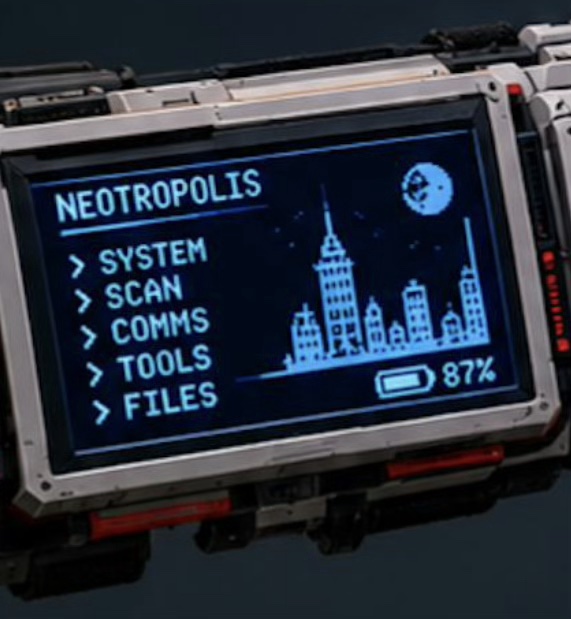 NEOTROPOLIS
> SYSTEM
> SCAN
> COMMS
> TOOLS
> FILES
87%